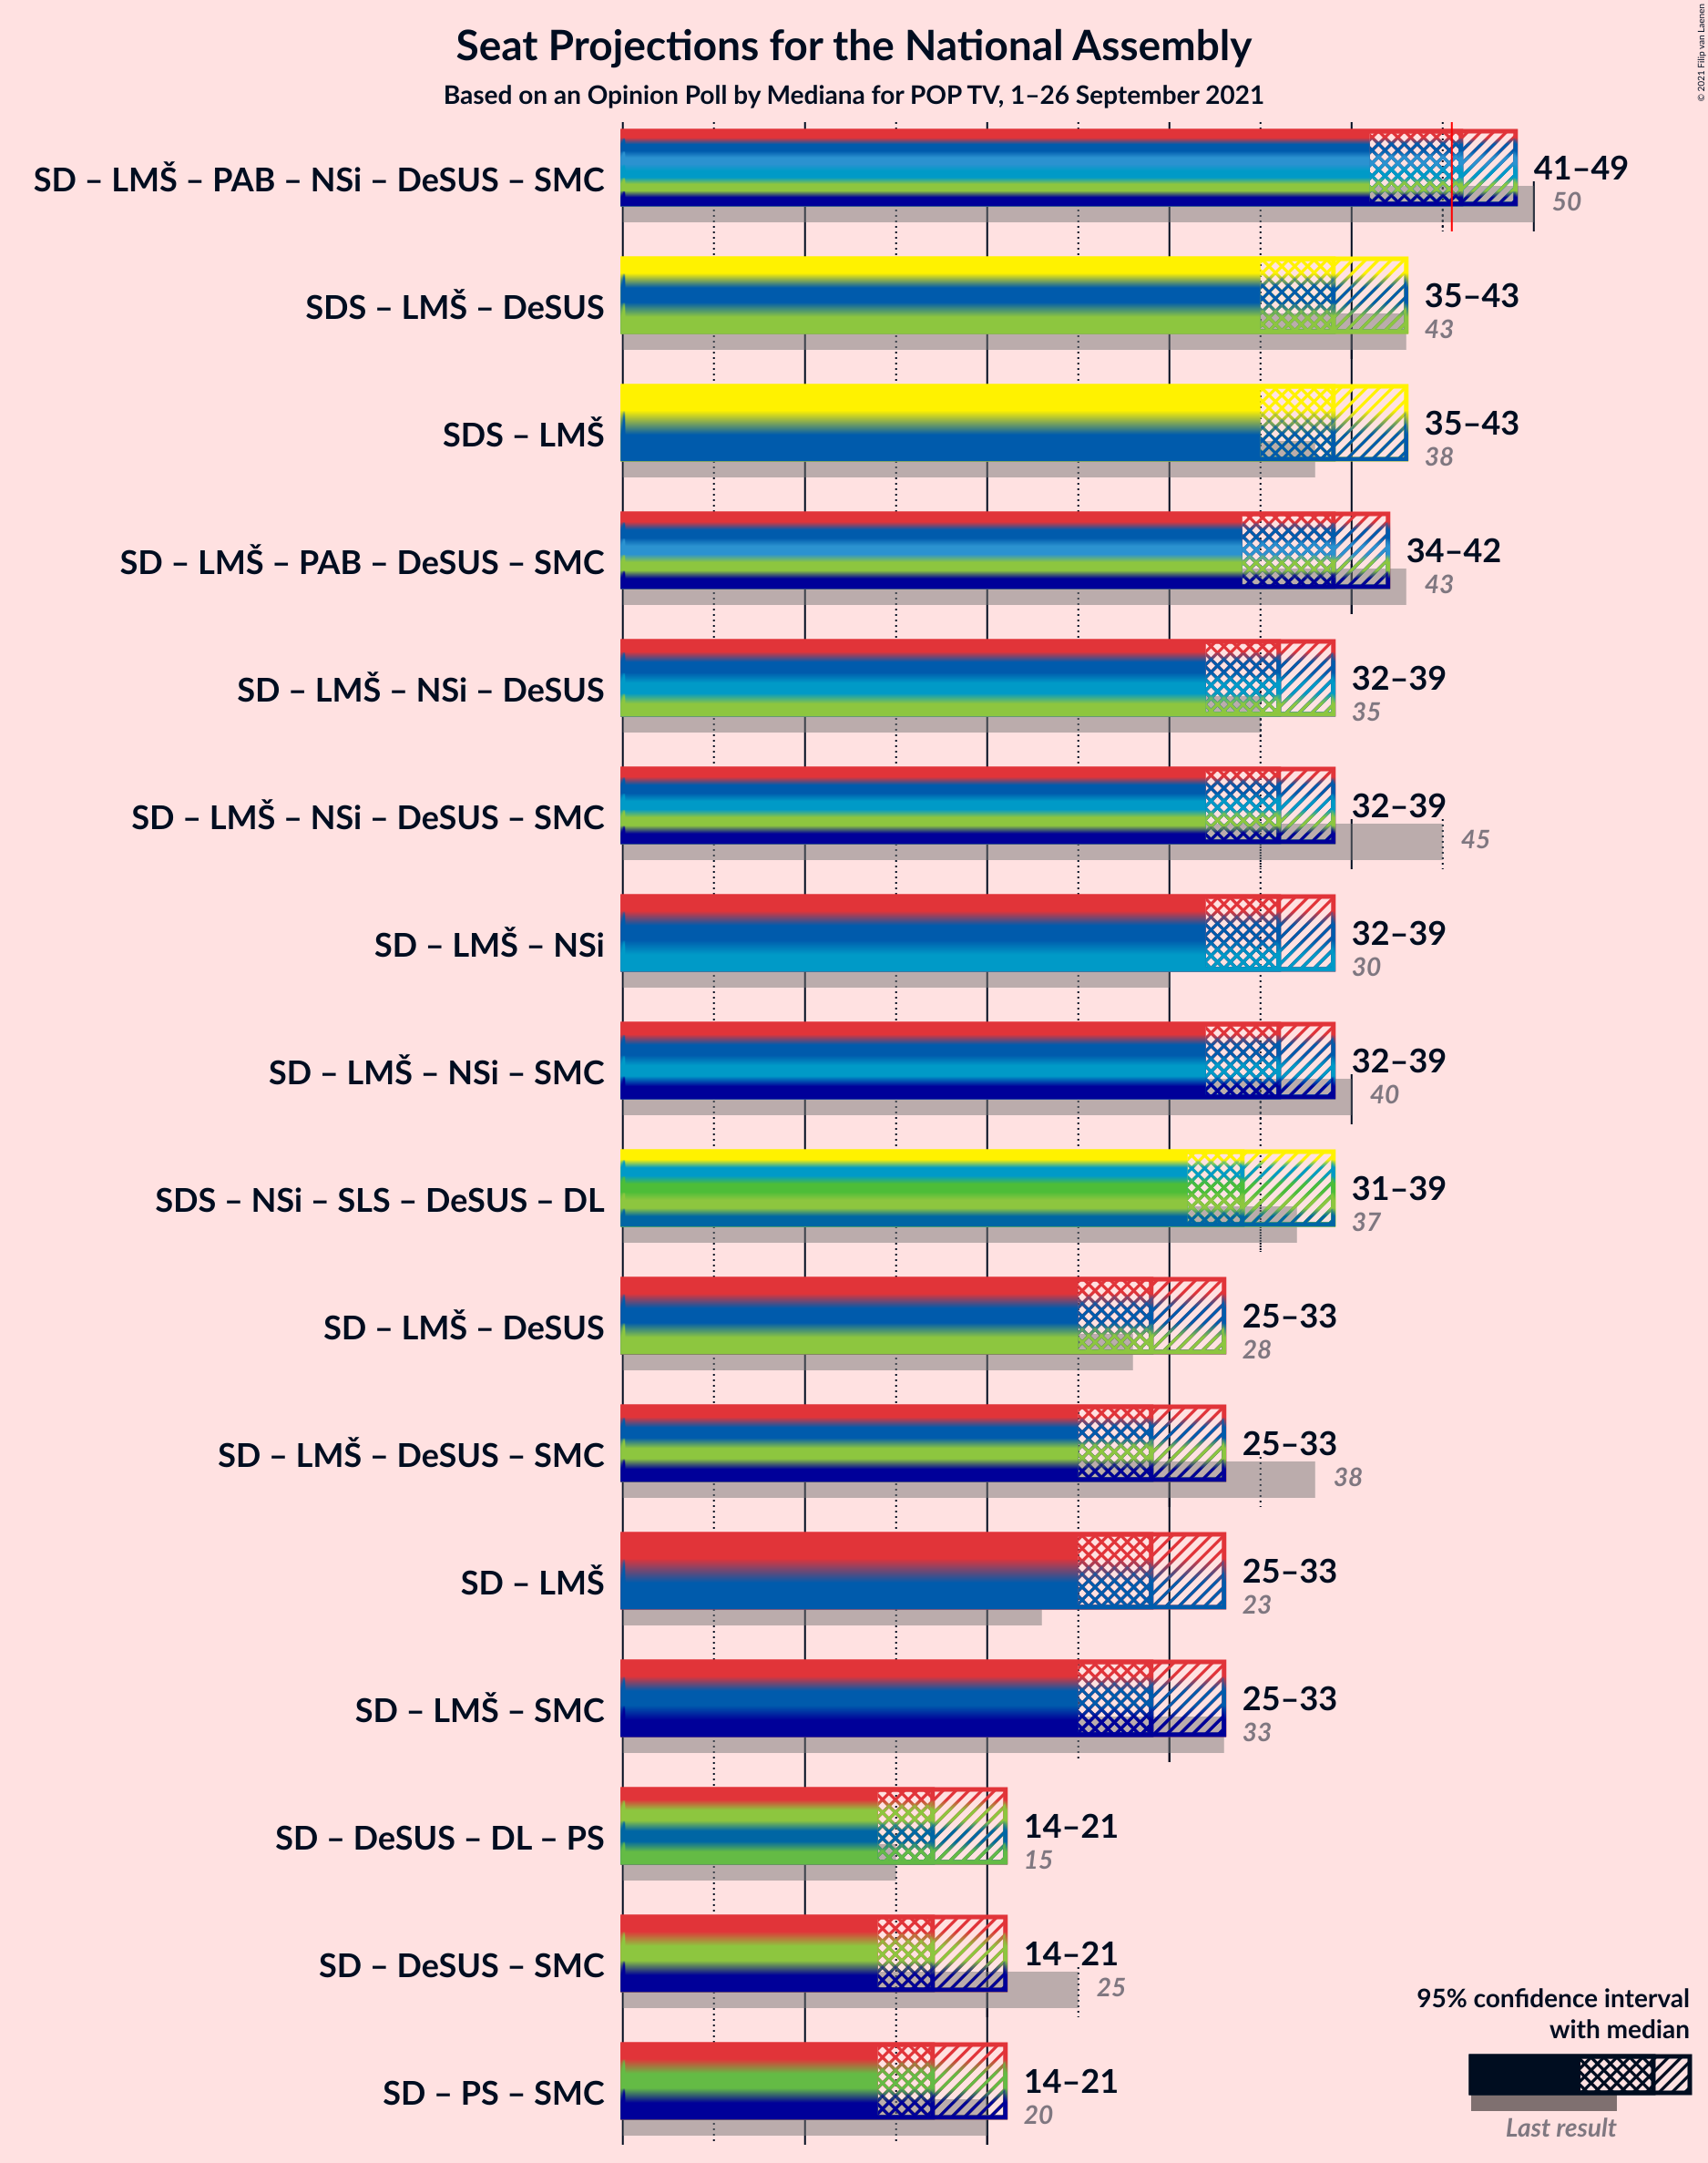 © 2021 Filip van Laenen
Seat Projections for the National Assembly
Based on an Opinion Poll by Mediana for POP TV, 1–26 September 2021
SD – LMŠ – PAB – NSi – DeSUS – SMC
41–49
50
SDS – LMŠ – DeSUS
35–43
43
SDS – LMŠ
35–43
38
SD – LMŠ – PAB – DeSUS – SMC
34–42
43
SD – LMŠ – NSi – DeSUS
32–39
35
SD – LMŠ – NSi – DeSUS – SMC
32–39
45
SD – LMŠ – NSi
32–39
30
SD – LMŠ – NSi – SMC
32–39
40
SDS – NSi – SLS – DeSUS – DL
31–39
37
SD – LMŠ – DeSUS
25–33
28
SD – LMŠ – DeSUS – SMC
25–33
38
SD – LMŠ
25–33
23
SD – LMŠ – SMC
25–33
33
SD – DeSUS – DL – PS
14–21
15
SD – DeSUS – SMC
14–21
25
SD – PS – SMC
14–21
20
95% confidence interval
with median
Last result